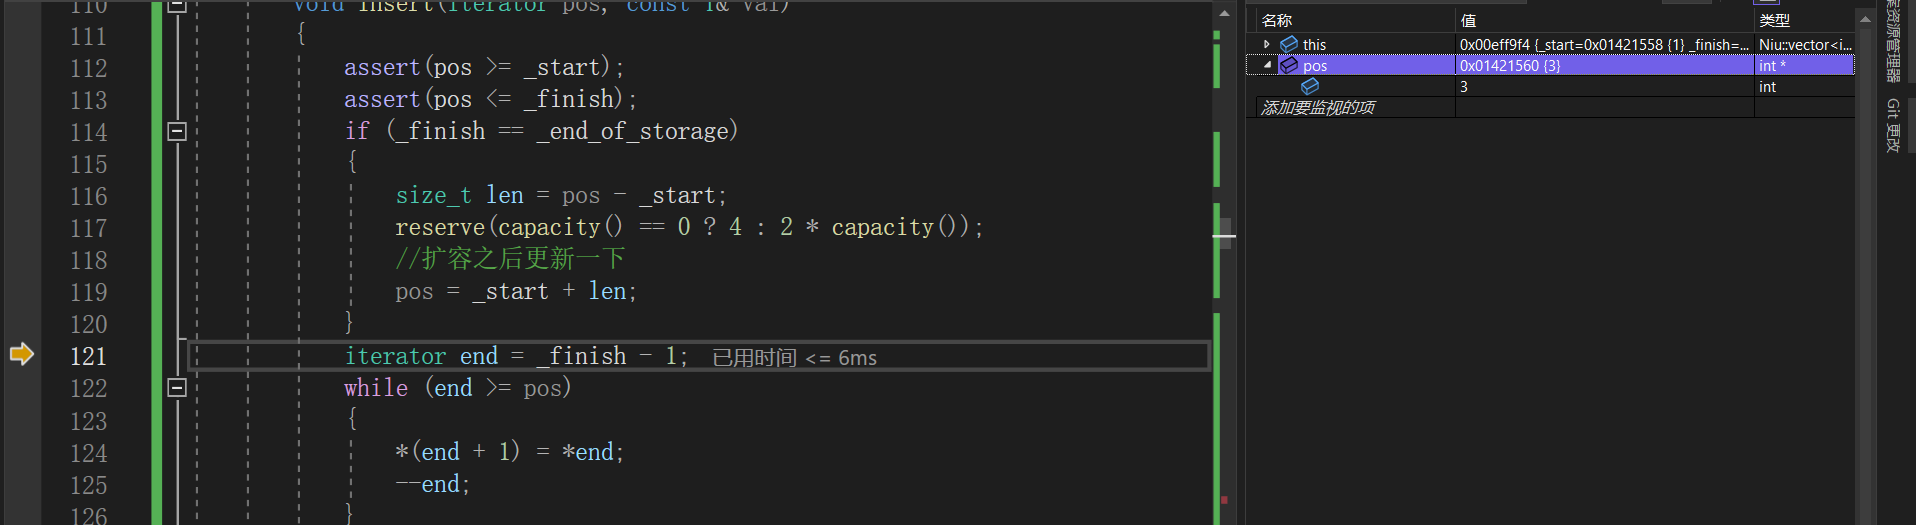 110 void insert(iterator pos, const T& val)
111 {
112 assert(pos >= _start);
113 assert(pos <= _finish);
114 if (_finish == _end_of_storage)
115 {
116 size_t len = pos - _start;
117 reserve(capacity() == 0 ? 4 : 2 * capacity());
118 //扩容之后更新一下
119 pos = _start + len;
120 }
121 iterator end = _finish - 1; 已用时间 <= 6ms
122 while (end >= pos)
123 {
124 *(end + 1) = *end;
125 --end;
126 }
名称 值 类型
this 0x00eff9f4 {_start=0x01421558 {1} _finish=... Niu::vector<i...
pos 0x01421560 {3} int *
3 int
添加要监视的项
资源管理器
Git 更改